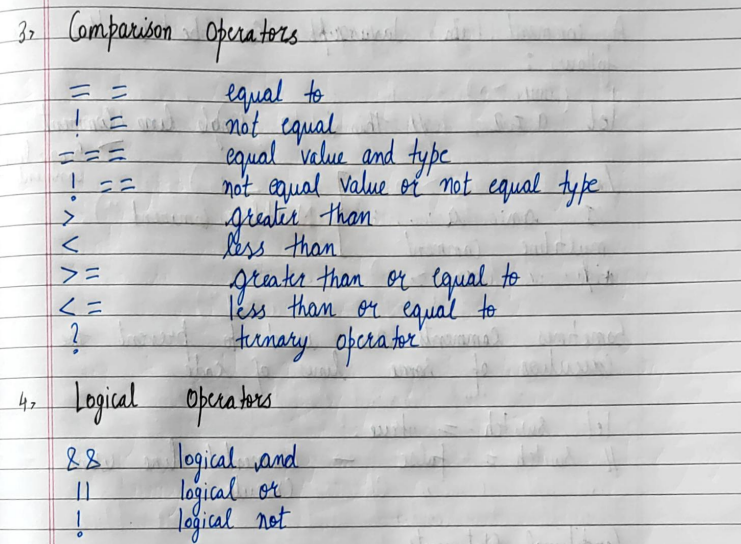 3, Comparison Operators
= = equal to
! = not equal
=== equal value and type
! == not equal value or not equal type
> greater than
< less than
>= greater than or equal to
<= less than or equal to
? ternary operator
4, Logical Operators
&& logical and
|| logical or
! logical not